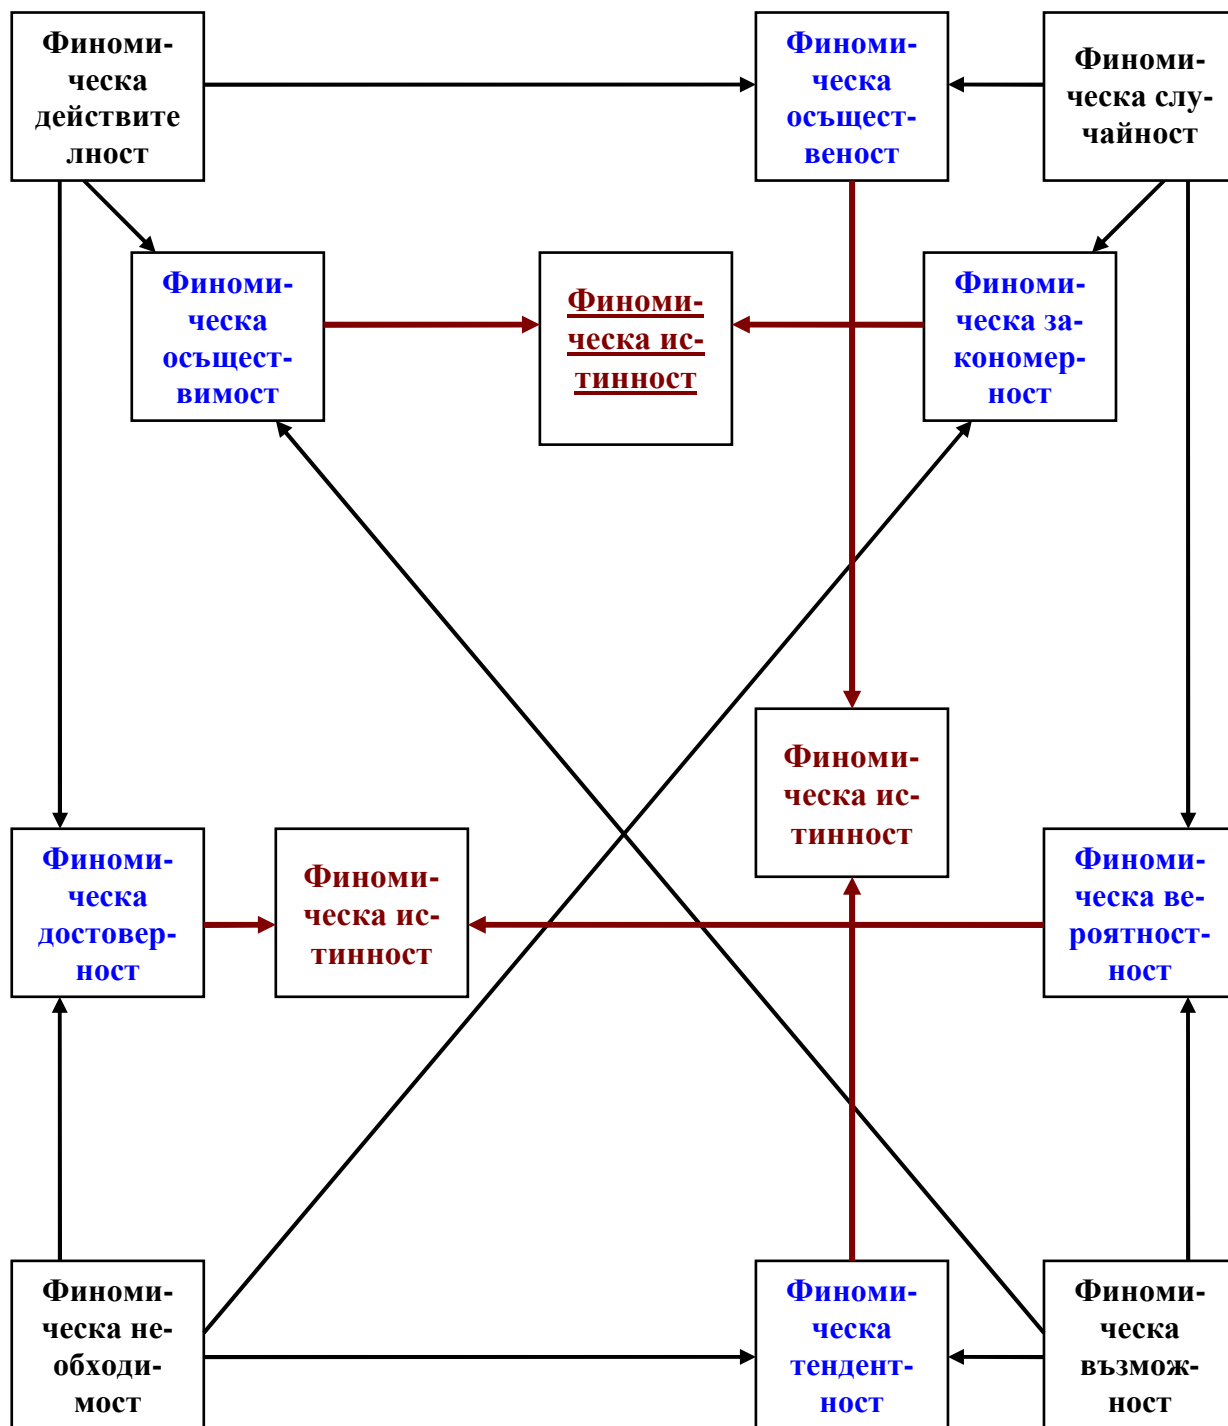 Финоми-
ческа
действите
лност
Финоми-
ческа
осъщест-
веност
Финоми-
ческа слу-
чайност
Финоми-
ческа
осъщест-
вимост
Финоми-
ческа ис-
тинност
Финоми-
ческа за-
кономер-
ност
Финоми-
ческа ис-
тинност
Финоми-
ческа
достовер-
ност
Финоми-
ческа ис-
тинност
Финоми-
ческа ве-
роятност-
ност
Финоми-
ческа не-
обходи-
мост
Финоми-
ческа
тендент-
ност
Финоми-
ческа
възмож-
ност